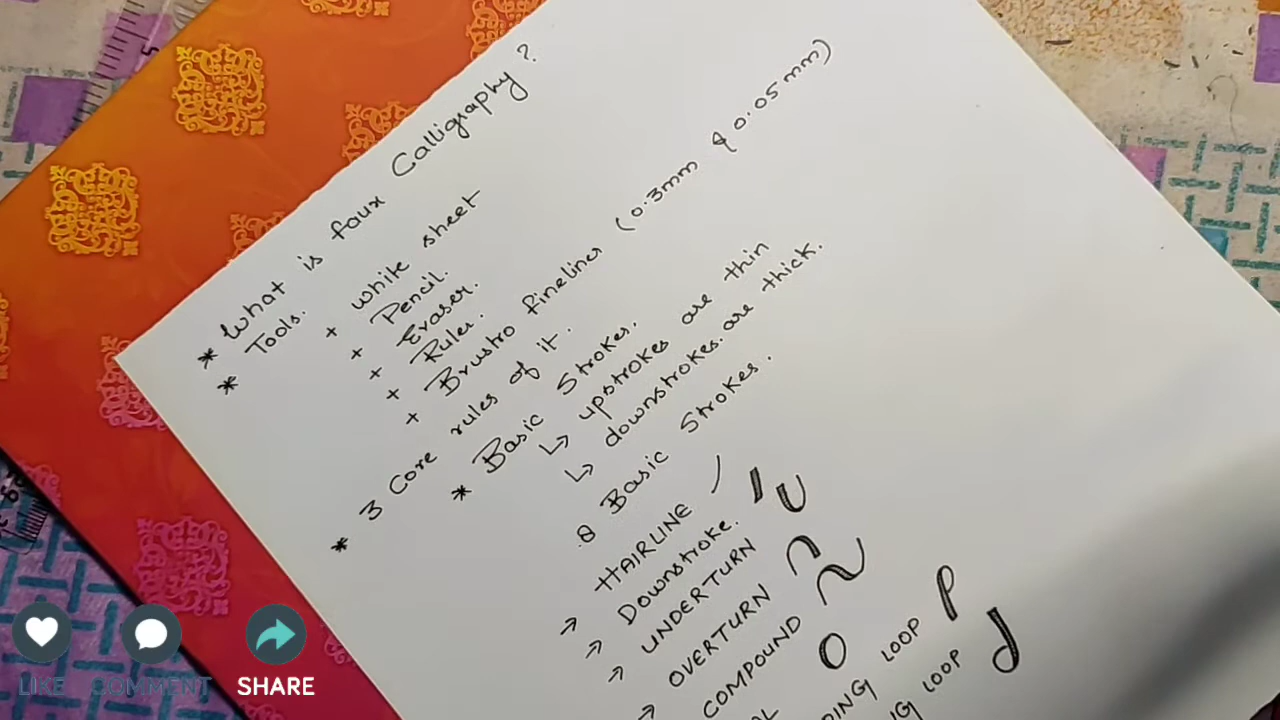 * What is faux Calligraphy?
* Tools.
+ white sheet
+ Pencil.
+ Eraser.
+ Ruler.
+ Brustro fineliner (0.3mm & 0.05mm)
* 3 Core rules of it.
* Basic Strokes.
↳ upstrokes are thin
↳ downstrokes are thick.
8 Basic Strokes.
→ HAIRLINE
→ Downstroke.
→ UNDERTURN
→ OVERTURN
COMPOUND
LOOP
LOOP
LIKE COMMENT SHARE